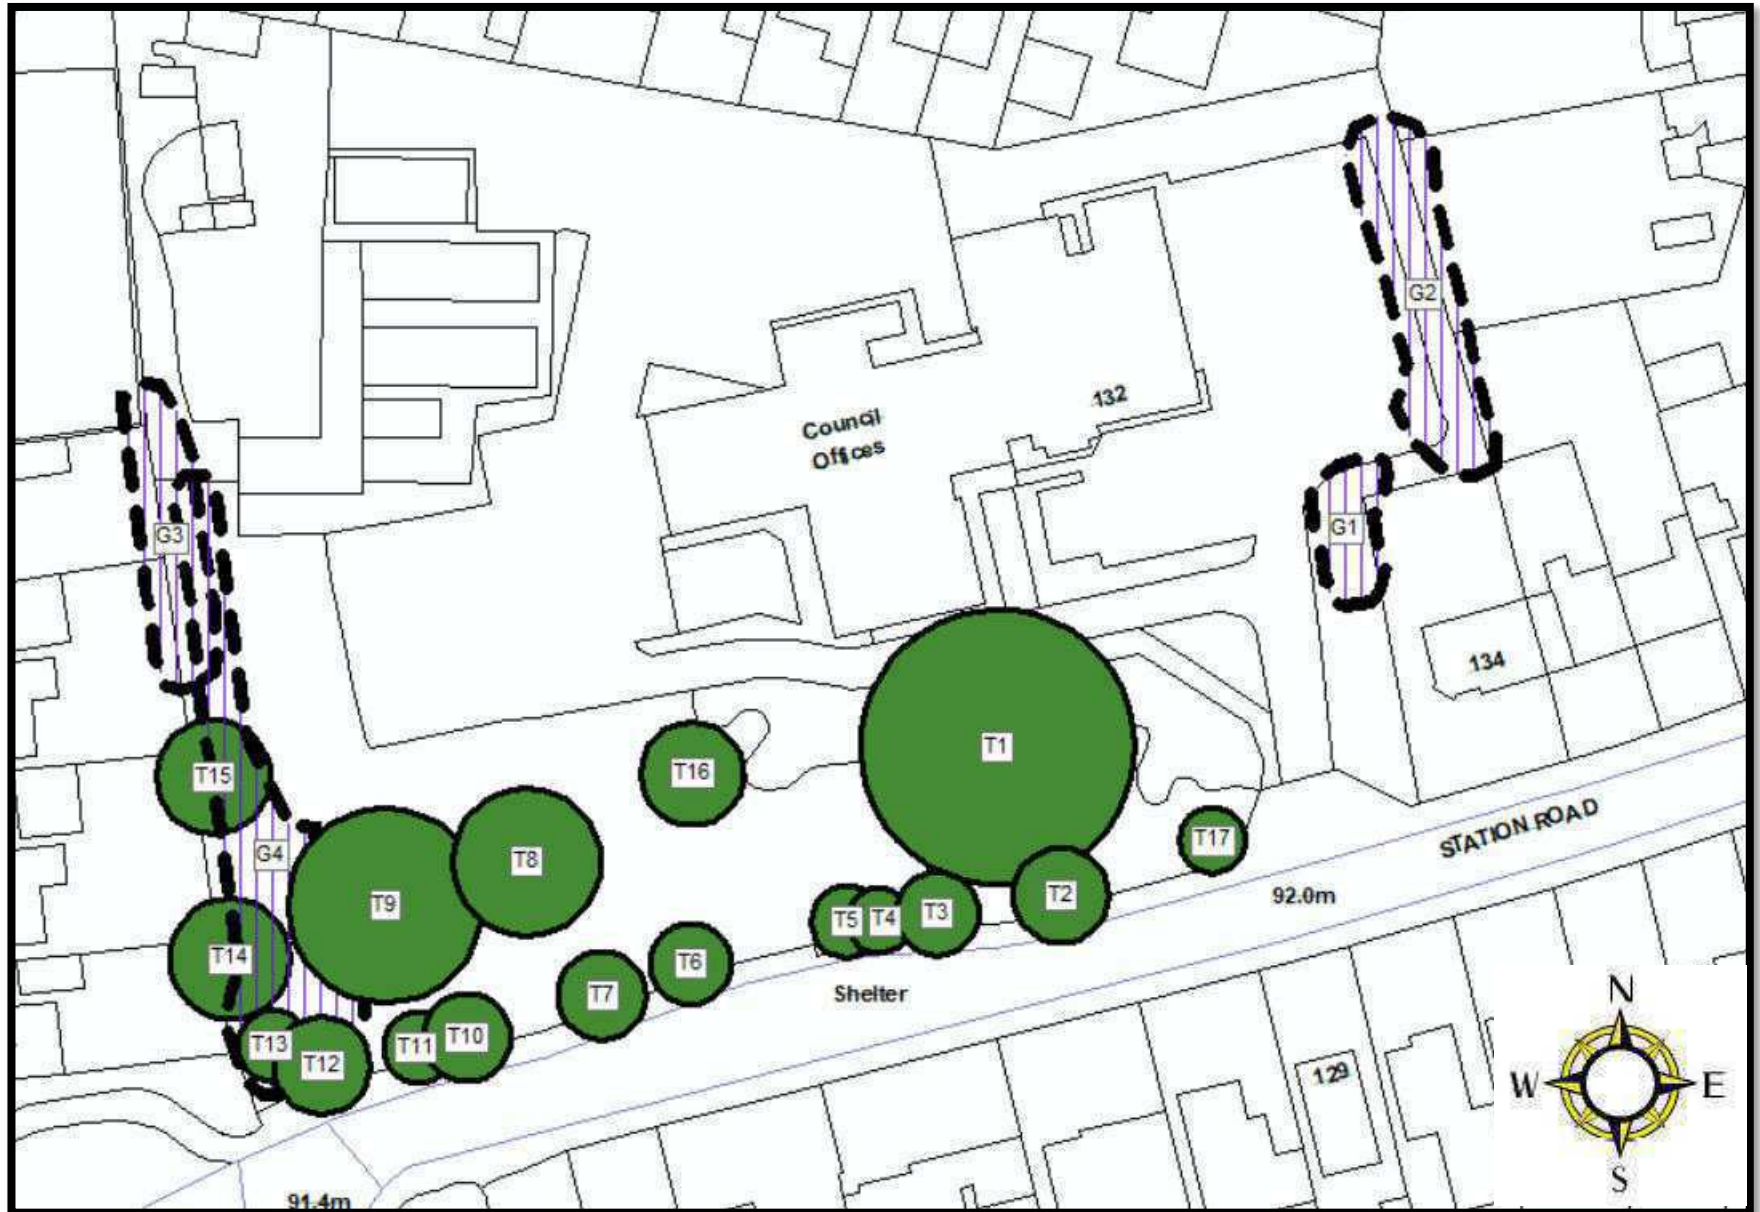 G2
132
Council
Offices
G3
G1
134
T1
T15
T16
STATION ROAD
T17
G4
T8
T9
T2
92.0m
T5
T4
T3
T14
T6
T7
Shelter
N
T13
T11
T10
T12
129
W
E
S
91.4m